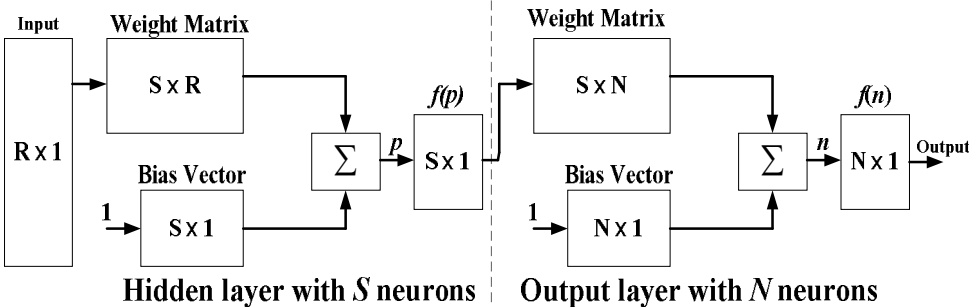 Input
Weight Matrix
S x R
R x 1
Bias Vector
1
S x 1
Σ
p
f(p)
S x 1
Hidden layer with S neurons
Weight Matrix
S x N
Bias Vector
1
N x 1
Σ
n
f(n)
N x 1
Output
Output layer with N neurons